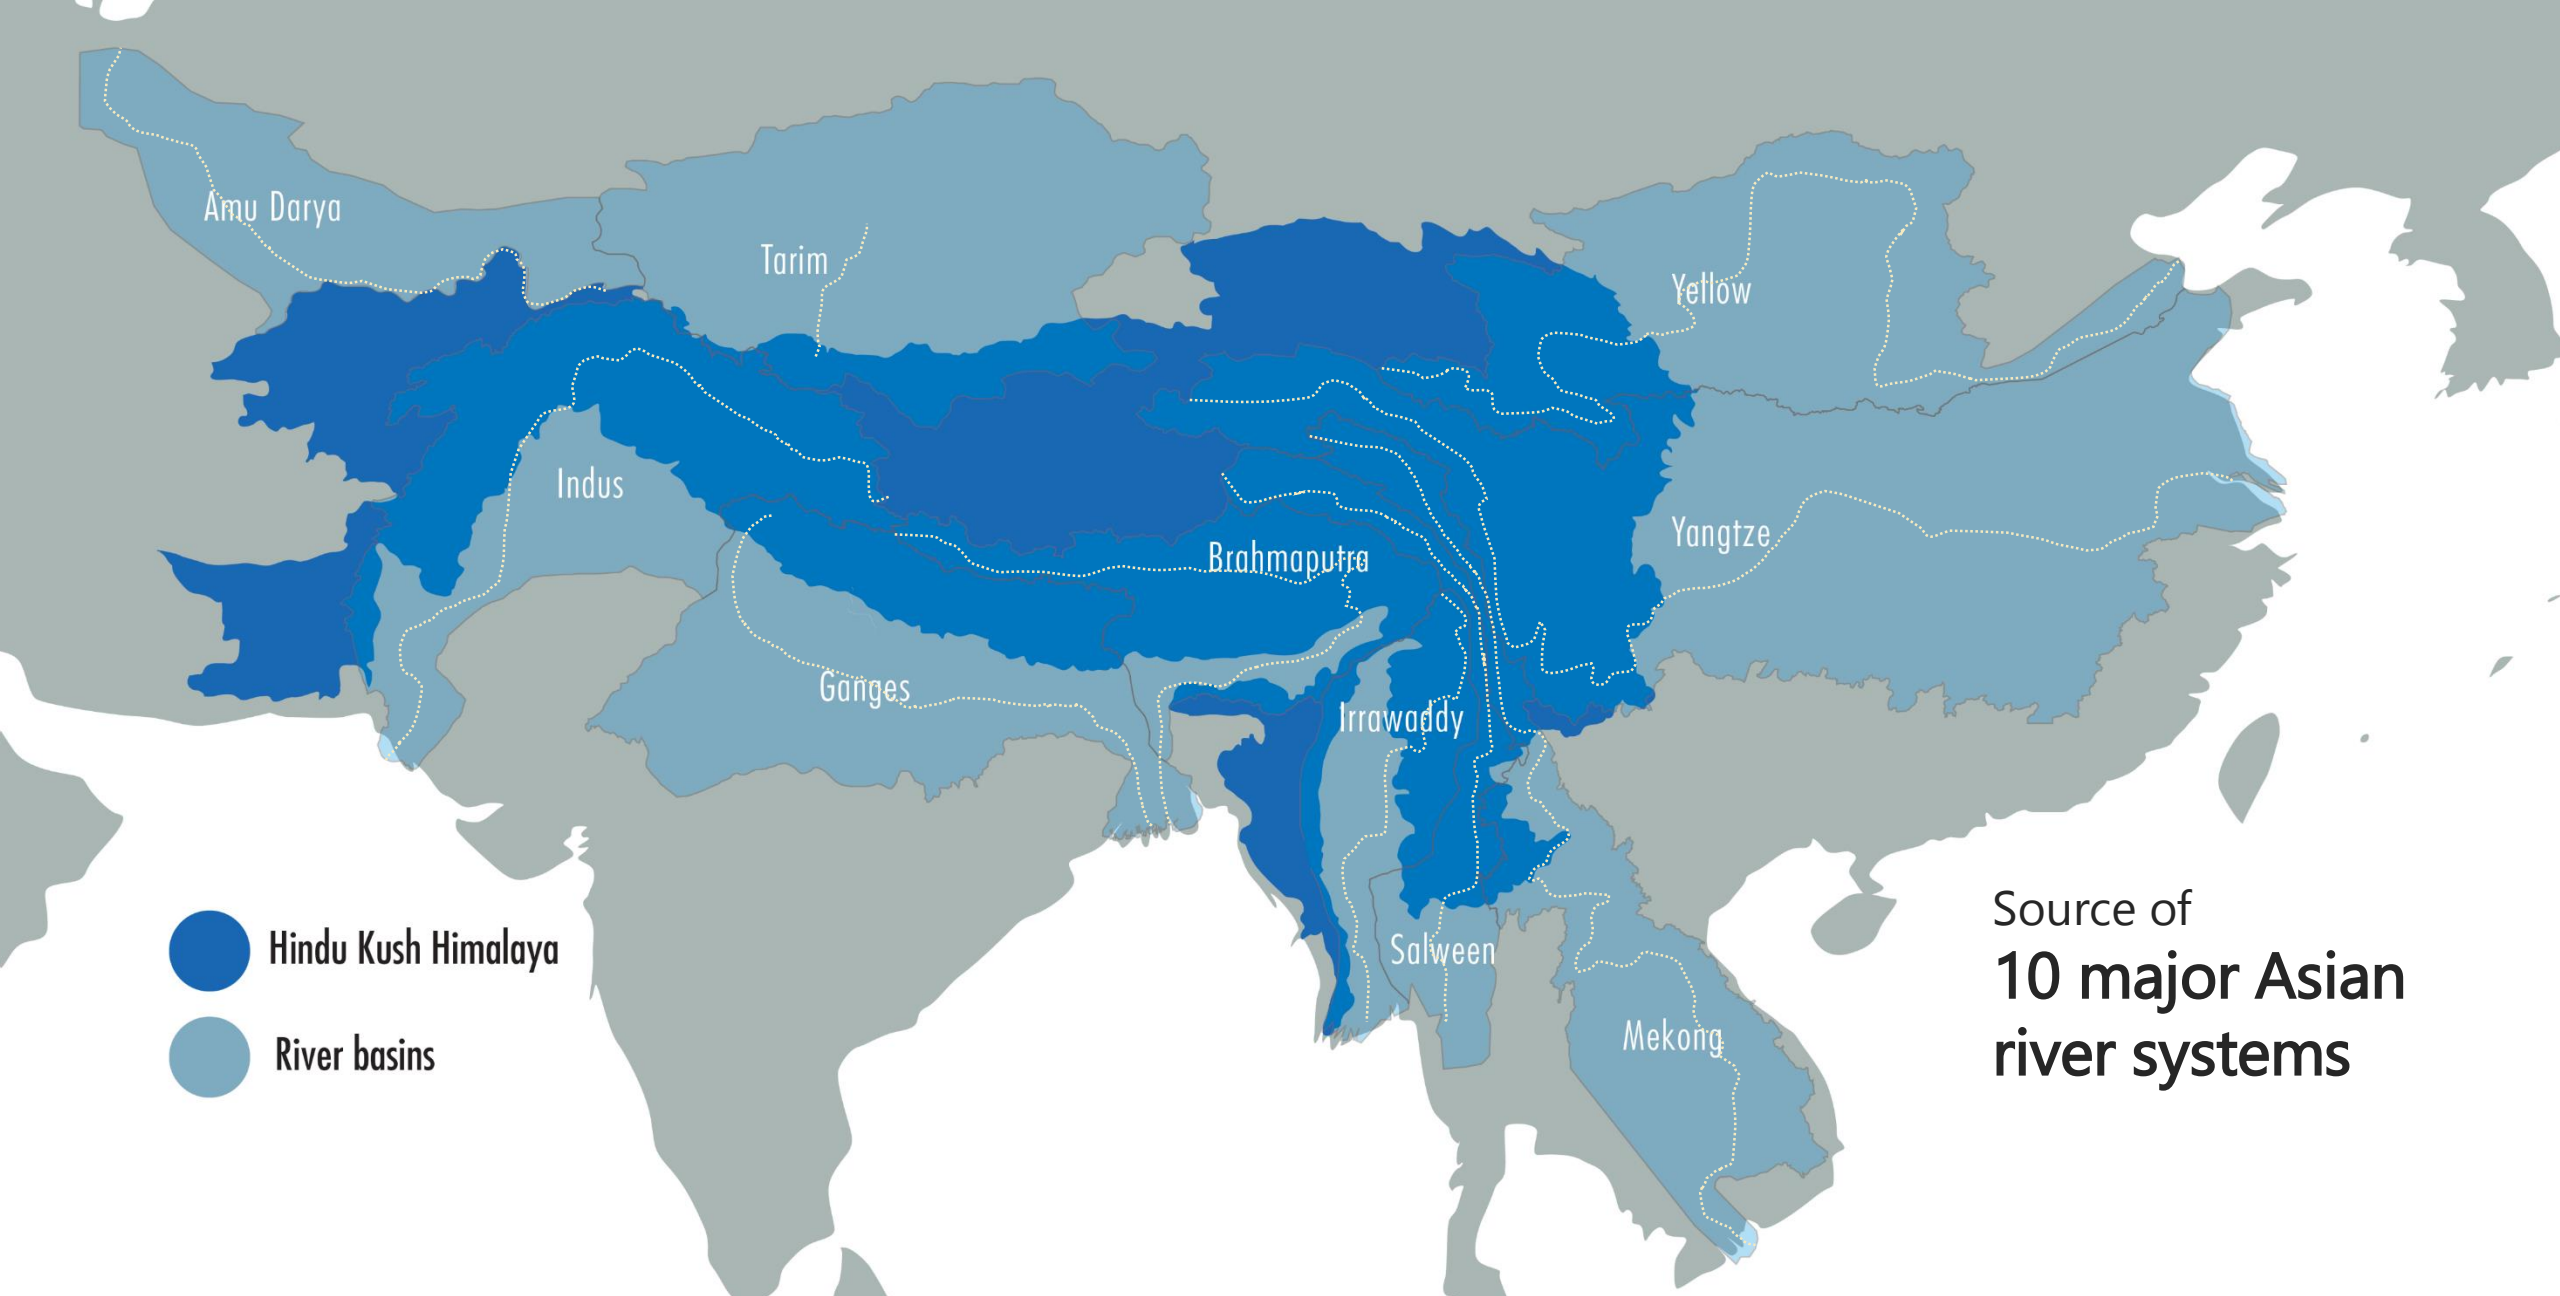 Amu Darya
Tarim
Yellow
Indus
Yangtze
Brahmaputra
Ganges
Irrawaddy
Salween
Mekong
Hindu Kush Himalaya
River basins
Source of
10 major Asian
river systems